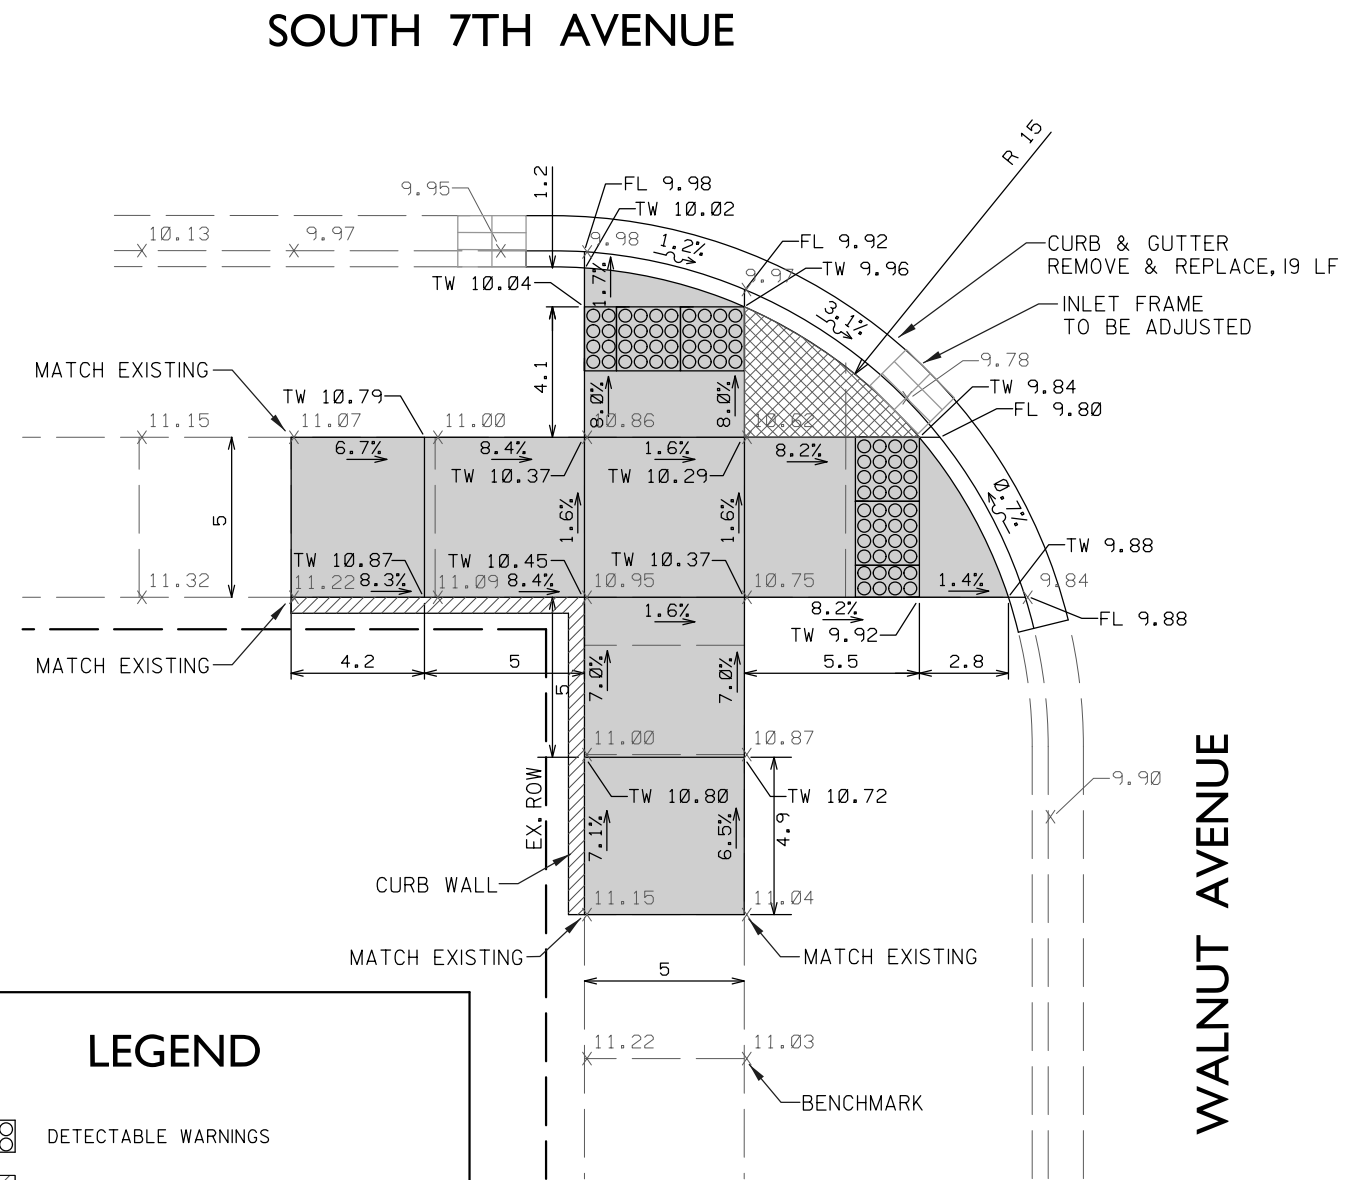 SOUTH 7TH AVENUE
R 15
1.2
9.95
FL 9.98
TW 10.02
10.13
9.97
9.98
1.2%
FL 9.92
CURB & GUTTER
REMOVE & REPLACE, 19 LF
TW 9.96
9.97
TW 10.04
1.7%
3.1%
INLET FRAME
TO BE ADJUSTED
9.78
MATCH EXISTING
4.1
TW 9.84
TW 10.79
8.0%
8.0%
FL 9.80
11.15
11.07
11.00
10.86
10.62
6.7%
8.4%
1.6%
8.2%
TW 10.37
TW 10.29
5
1.6%
1.6%
0.7%
TW 9.88
TW 10.87
TW 10.45
TW 10.37
11.32
11.22
8.3%
11.09
8.4%
10.95
10.75
1.4%
9.84
1.6%
8.2%
FL 9.88
TW 9.92
MATCH EXISTING
4.2
5
5.5
2.8
5
7.0%
7.0%
11.00
10.87
9.90
EX. ROW
TW 10.80
TW 10.72
7.1%
6.5%
4.9
CURB WALL
11.15
11.04
MATCH EXISTING
MATCH EXISTING
5
WALNUT AVENUE
11.22
11.03
BENCHMARK
LEGEND
DETECTABLE WARNINGS